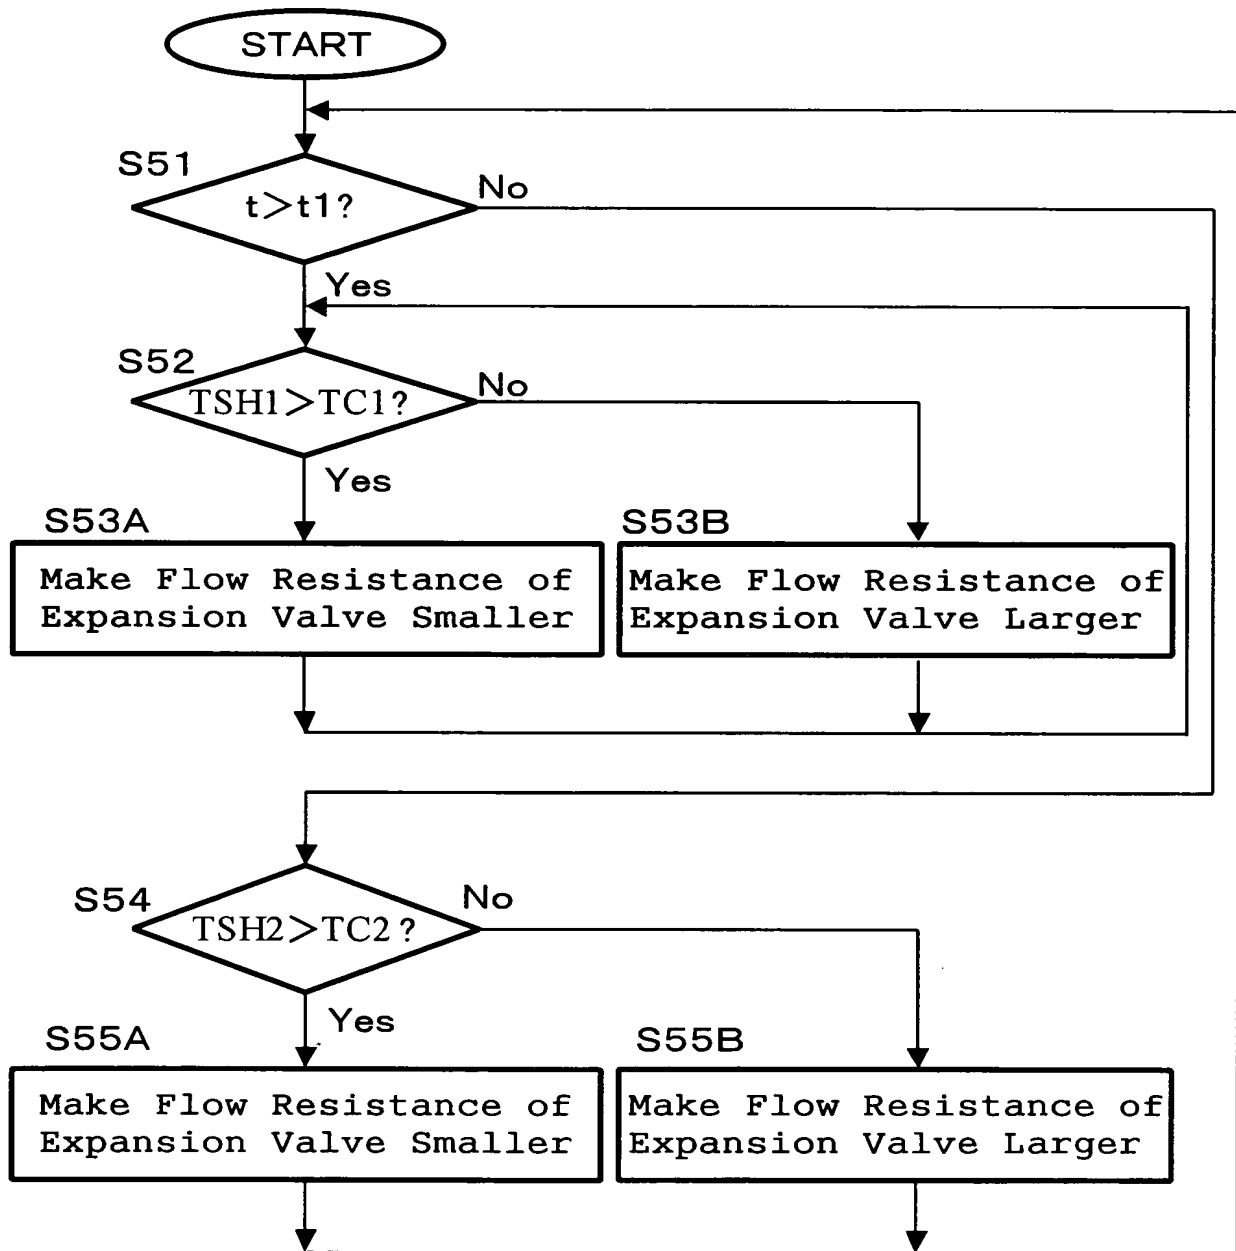 START
S51
t>t1?
No
Yes
S52
TSH1>TC1?
No
Yes
S53A
Make Flow Resistance of
Expansion Valve Smaller
S53B
Make Flow Resistance of
Expansion Valve Larger
S54
TSH2>TC2?
No
Yes
S55A
Make Flow Resistance of
Expansion Valve Smaller
S55B
Make Flow Resistance of
Expansion Valve Larger